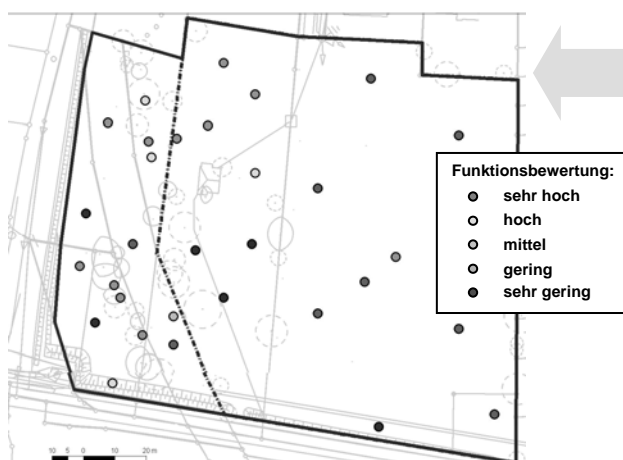 Funktionsbewertung:
sehr hoch
hoch
mittel
gering
sehr gering
10 5 0 10 20 m